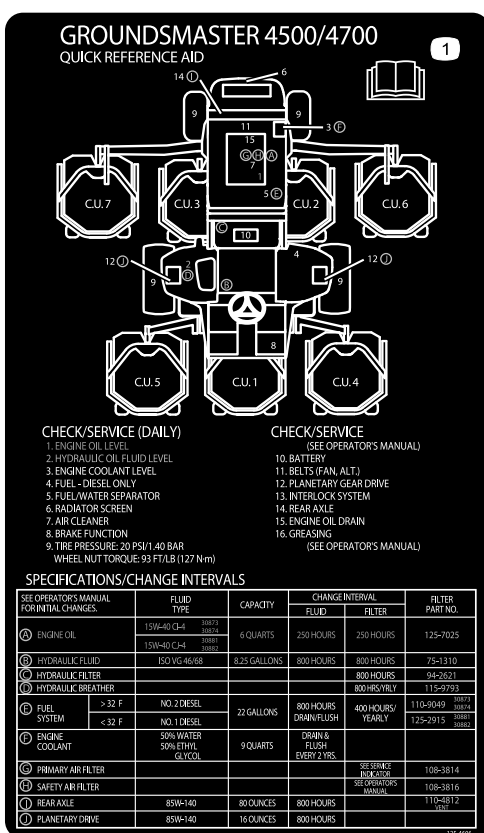 GROUNDSMASTER 4500/4700
QUICK REFERENCE AID
1
6
14 I
9
9
11
3 F
15
G H A
7
1
5 E
C.U. 7
C.U. 3
C.U. 2
C.U. 6
C
10
12 J
2
D
4
12 J
9
B
9
8
C.U. 5
C.U. 1
C.U. 4
CHECK/SERVICE (DAILY)
1. ENGINE OIL LEVEL
2. HYDRAULIC OIL FLUID LEVEL
3. ENGINE COOLANT LEVEL
4. FUEL - DIESEL ONLY
5. FUEL/WATER SEPARATOR
6. RADIATOR SCREEN
7. AIR CLEANER
8. BRAKE FUNCTION
9. TIRE PRESSURE: 20 PSI/1.40 BAR
WHEEL NUT TORQUE: 93 FT/LB (127 N·m)
CHECK/SERVICE
(SEE OPERATOR'S MANUAL)
10. BATTERY
11. BELTS (FAN, ALT.)
12. PLANETARY GEAR DRIVE
13. INTERLOCK SYSTEM
14. REAR AXLE
15. ENGINE OIL DRAIN
16. GREASING
(SEE OPERATOR'S MANUAL)
SPECIFICATIONS/CHANGE INTERVALS
SEE OPERATOR'S MANUAL
FOR INITIAL CHANGES.
FLUID
TYPE
CAPACITY
CHANGE INTERVAL
FLUID
FILTER
FILTER
PART NO.
A ENGINE OIL
15W-40 CI-4 30873 30874
15W-40 CJ-4 30881 30882
6 QUARTS
250 HOURS
250 HOURS
125-7025
B HYDRAULIC FLUID ISO VG 46/68 8.25 GALLONS 800 HOURS 800 HOURS 75-1310
C HYDRAULIC FILTER 800 HOURS 94-2621
D HYDRAULIC BREATHER 800 HRS/YRLY 115-9793
E FUEL
SYSTEM
> 32 F NO. 2 DIESEL
< 32 F NO. 1 DIESEL
22 GALLONS
800 HOURS
DRAIN/FLUSH
400 HOURS/
YEARLY
110-9049 30873 30874
125-2915 30881 30882
F ENGINE
COOLANT
50% WATER
50% ETHYL
GLYCOL
9 QUARTS
DRAIN &
FLUSH
EVERY 2 YRS.
G PRIMARY AIR FILTER
SEE SERVICE
INDICATOR
108-3814
H SAFETY AIR FILTER
SEE OPERATOR'S
MANUAL
108-3816
I REAR AXLE 85W-140 80 OUNCES 800 HOURS
110-4812
VENT
J PLANETARY DRIVE 85W-140 16 OUNCES 800 HOURS